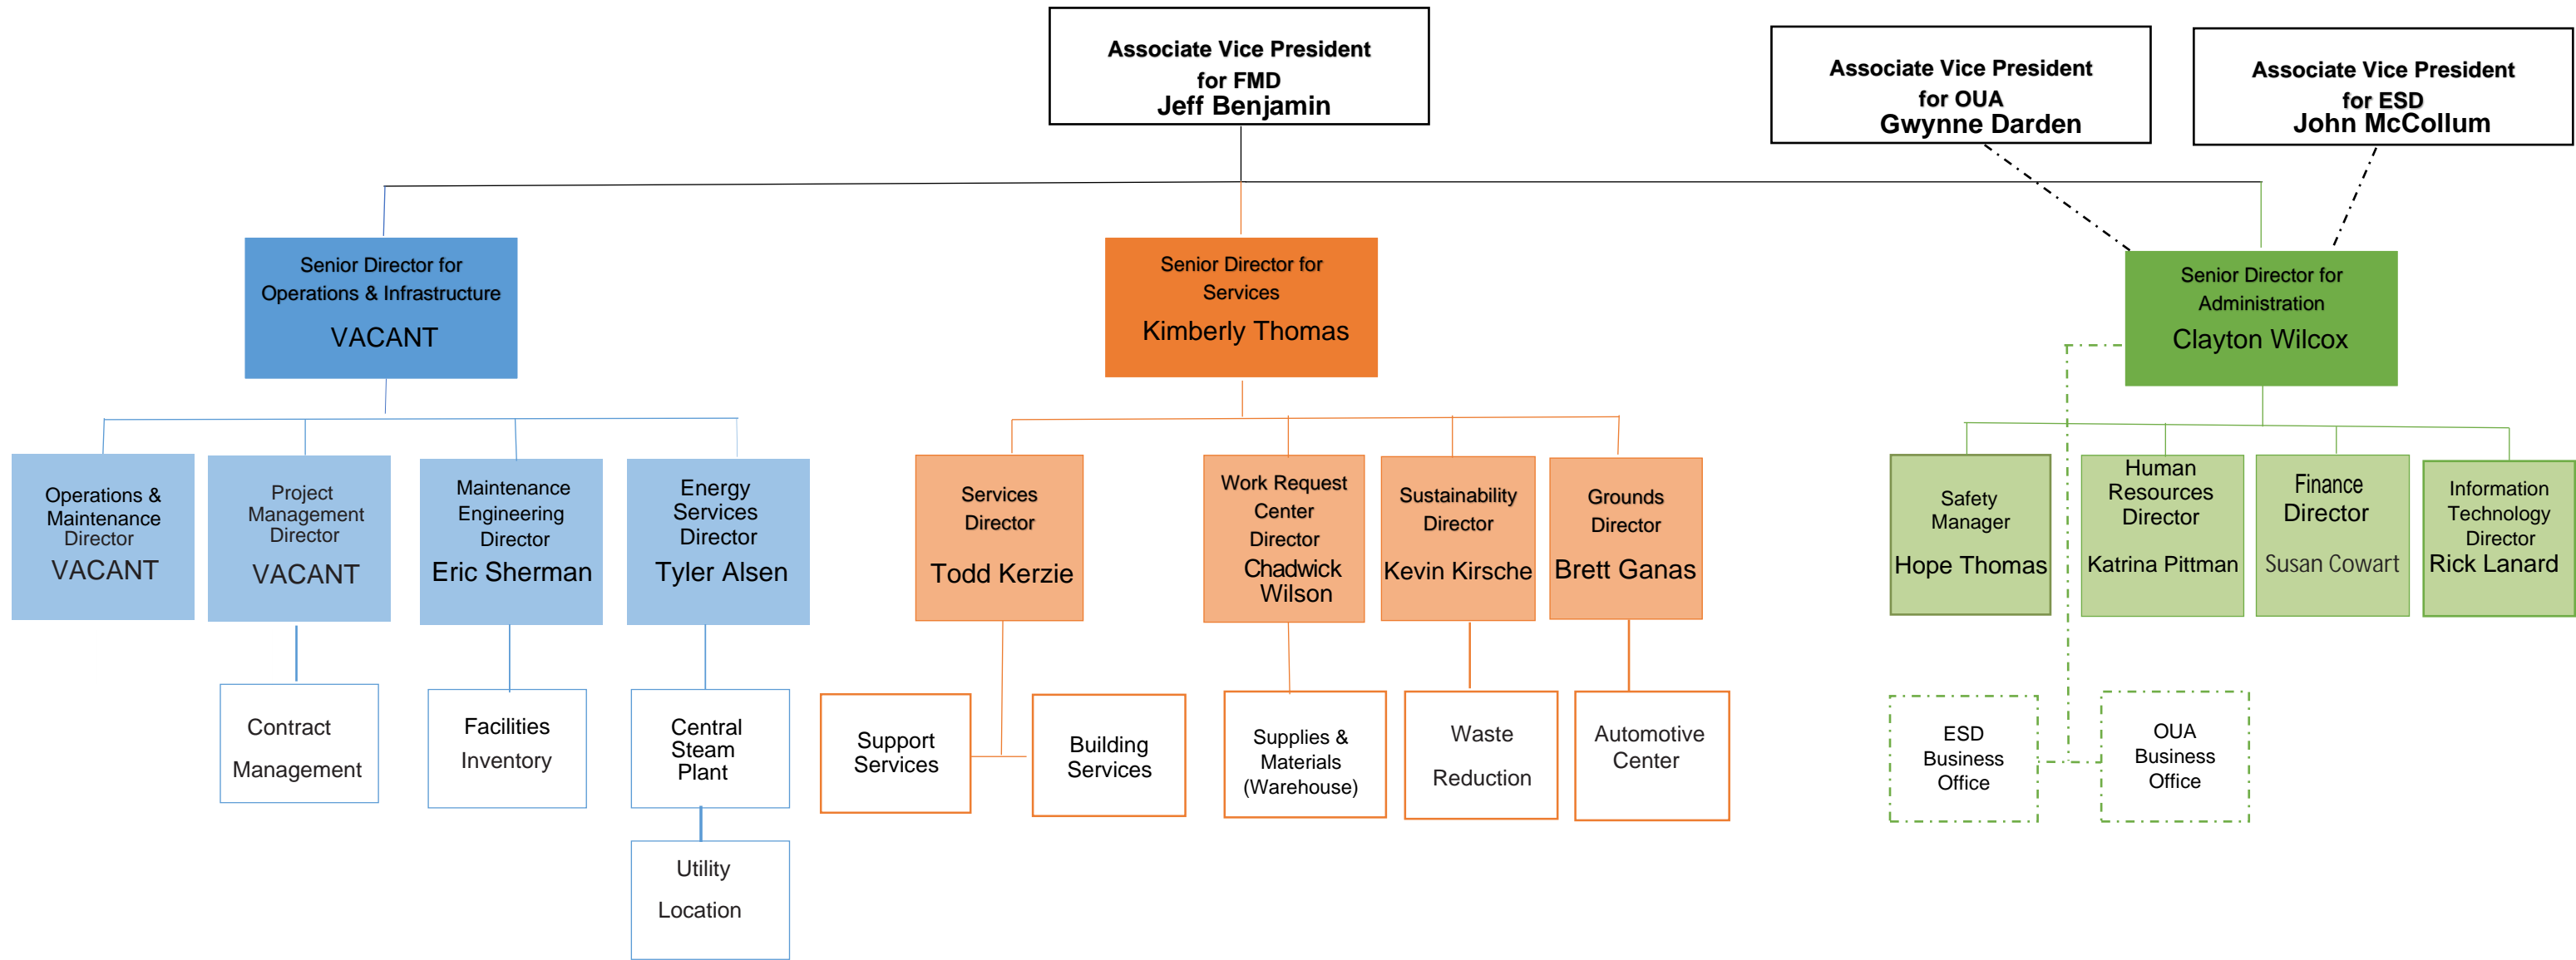 Associate Vice President
for FMD
Jeff Benjamin
Associate Vice President
for OUA
Gwynne Darden
Associate Vice President
for ESD
John McCollum
Senior Director for
Operations & Infrastructure
VACANT
Senior Director for
Services
Kimberly Thomas
Senior Director for
Administration
Clayton Wilcox
Operations &
Maintenance
Director
VACANT
Project
Management
Director
VACANT
Maintenance
Engineering
Director
Eric Sherman
Energy
Services
Director
Tyler Alsen
Services
Director
Todd Kerzie
Work Request
Center
Director
Chadwick
Wilson
Sustainability
Director
Kevin Kirsche
Grounds
Director
Brett Ganas
Safety
Manager
Hope Thomas
Human
Resources
Director
Katrina Pittman
Finance
Director
Susan Cowart
Information
Technology
Director
Rick Lanard
Contract
Management
Facilities
Inventory
Central
Steam
Plant
Utility
Location
Support
Services
Building
Services
Supplies &
Materials
(Warehouse)
Waste
Reduction
Automotive
Center
ESD
Business
Office
OUA
Business
Office